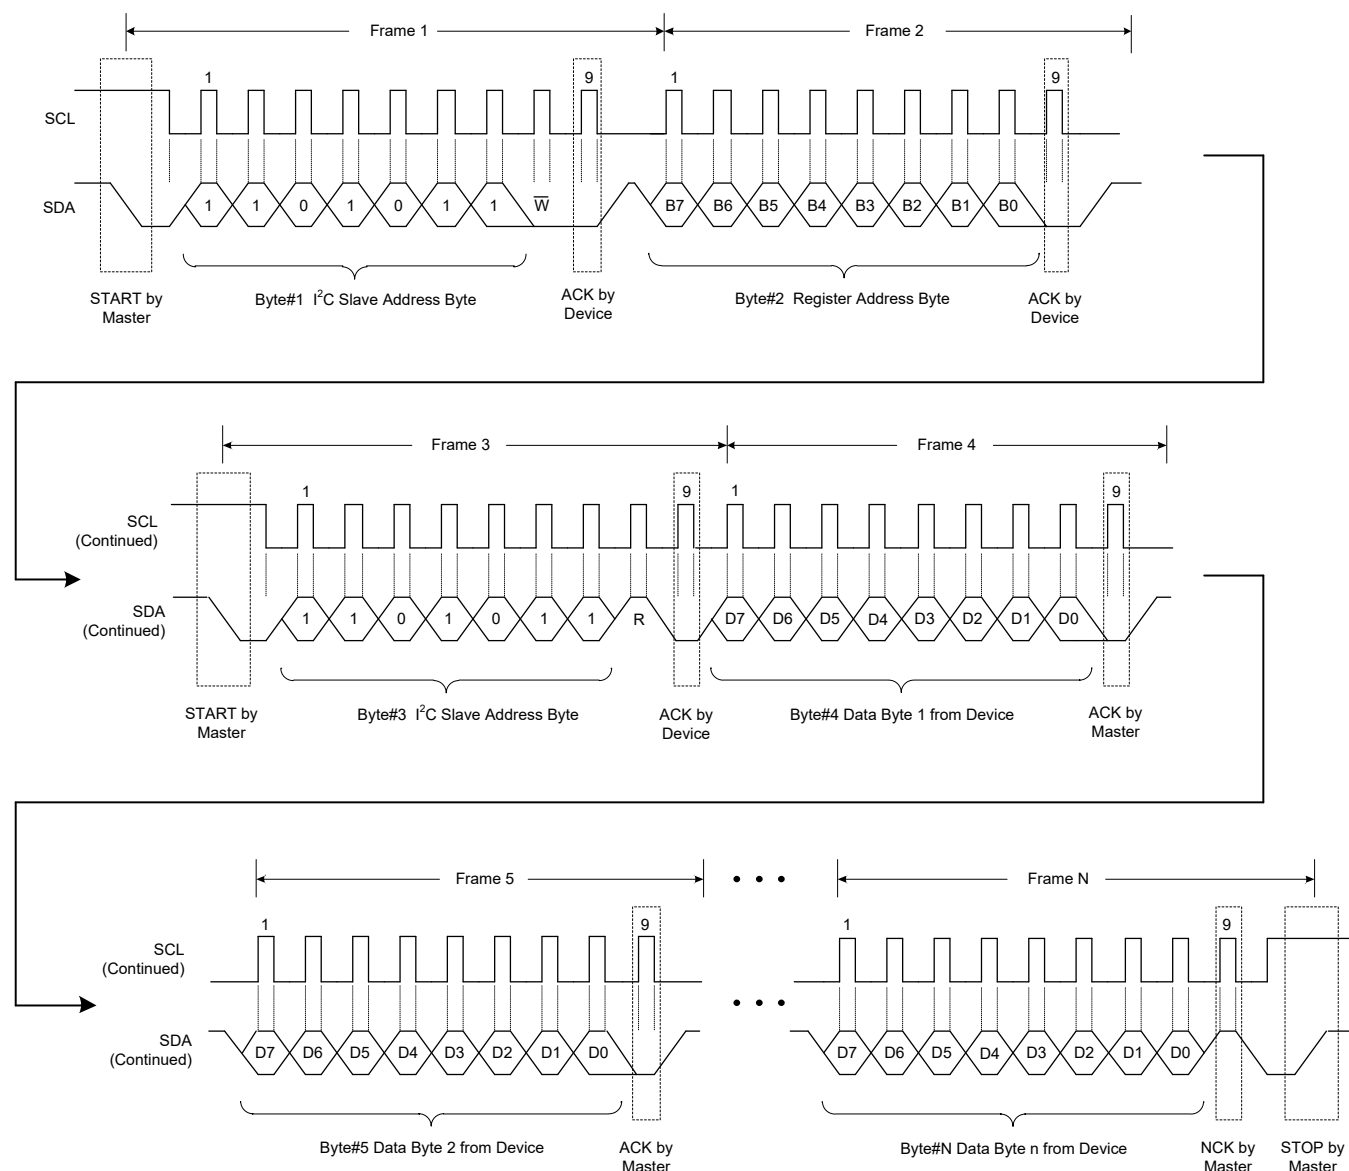 Frame 1 Frame 2
1 9 1 9
SCL
SDA 1 1 0 1 0 1 1 W̅ B7 B6 B5 B4 B3 B2 B1 B0
START by
Master
Byte#1 I²C Slave Address Byte
ACK by
Device
Byte#2 Register Address Byte
ACK by
Device
Frame 3 Frame 4
1 9 1 9
SCL
(Continued)
SDA
(Continued)
1 1 0 1 0 1 1 R D7 D6 D5 D4 D3 D2 D1 D0
START by
Master
Byte#3 I²C Slave Address Byte
ACK by
Device
Byte#4 Data Byte 1 from Device
ACK by
Master
Frame 5 Frame N
1 9 1 9
SCL
(Continued)
SDA
(Continued)
D7 D6 D5 D4 D3 D2 D1 D0 D7 D6 D5 D4 D3 D2 D1 D0
Byte#5 Data Byte 2 from Device
ACK by
Master
Byte#N Data Byte n from Device
NCK by
Master
STOP by
Master